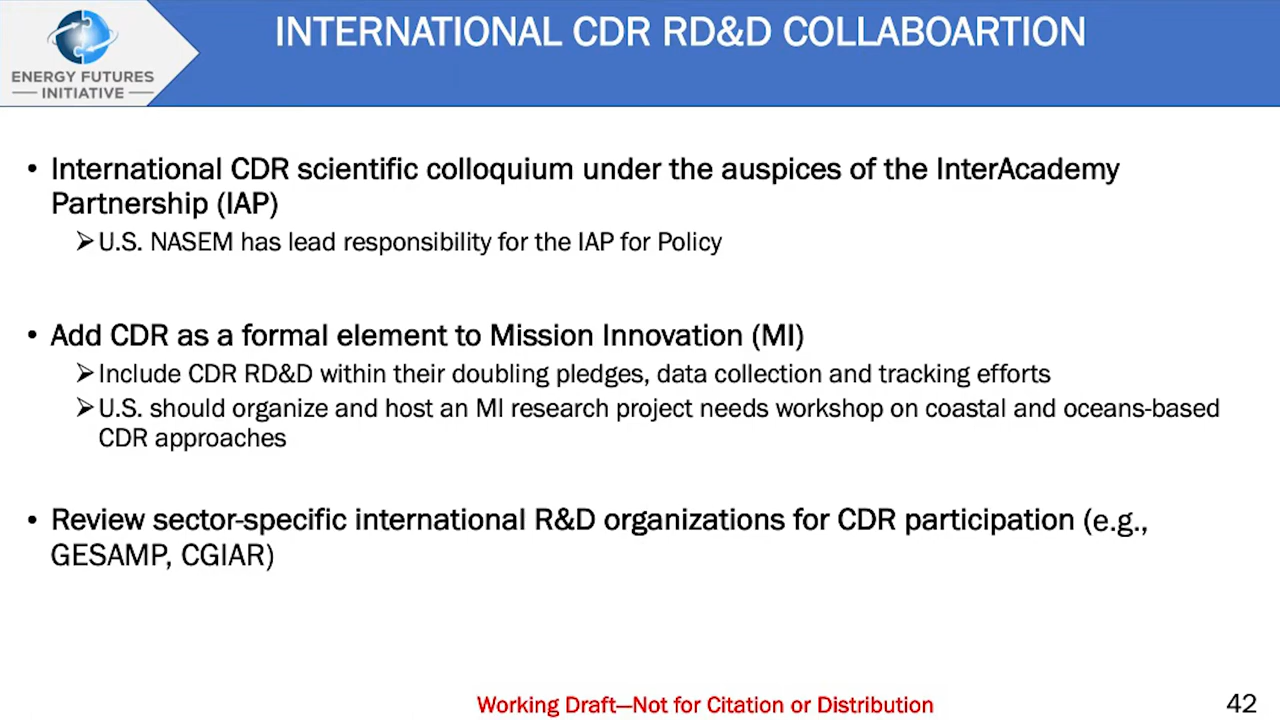 INTERNATIONAL CDR RD&D COLLABOARTION
ENERGY FUTURES
INITIATIVE
• International CDR scientific colloquium under the auspices of the InterAcademy
Partnership (IAP)
➢U.S. NASEM has lead responsibility for the IAP for Policy
• Add CDR as a formal element to Mission Innovation (MI)
➢Include CDR RD&D within their doubling pledges, data collection and tracking efforts
➢U.S. should organize and host an MI research project needs workshop on coastal and oceans-based
CDR approaches
• Review sector-specific international R&D organizations for CDR participation (e.g.,
GESAMP, CGIAR)
Working Draft—Not for Citation or Distribution
42